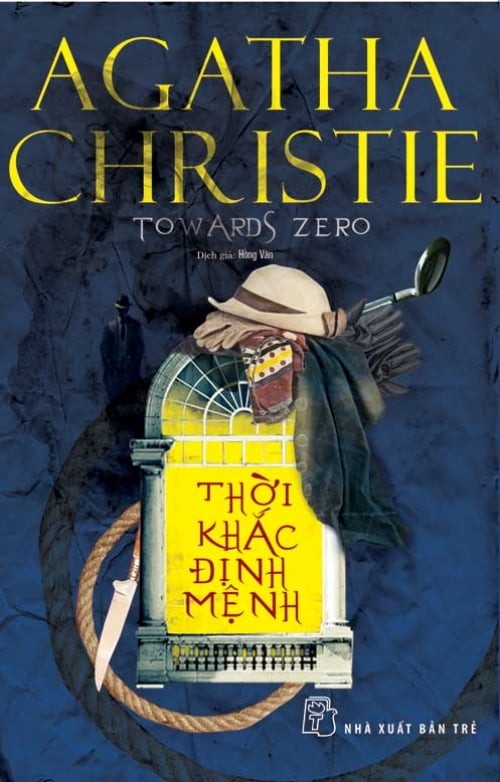 AGATHA
CHRISTIE
TOWARDS ZERO
Dịch giả: Hồng Vân
THỜI
KHẮC
ĐỊNH
MỆNH
NHÀ XUẤT BẢN TRẺ